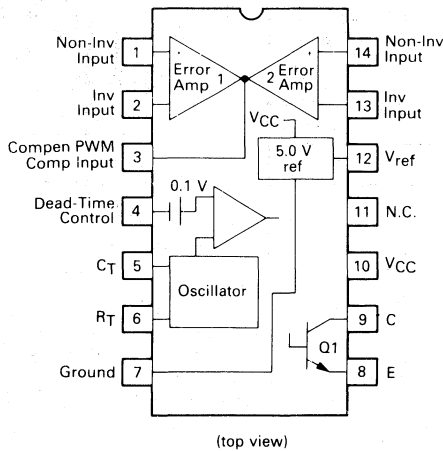 Non-Inv
Input
1
Inv
Input
2
Compen PWM
Comp Input
3
Dead-Time
Control
4
CT
5
RT
6
Ground
7
+
Error
Amp
1
2
Error
Amp
+
VCC
5.0 V
ref
0.1 V
Oscillator
Q1
14
Non-Inv
Input
13
Inv
Input
12
Vref
11
N.C.
10
VCC
9
C
8
E
(top view)